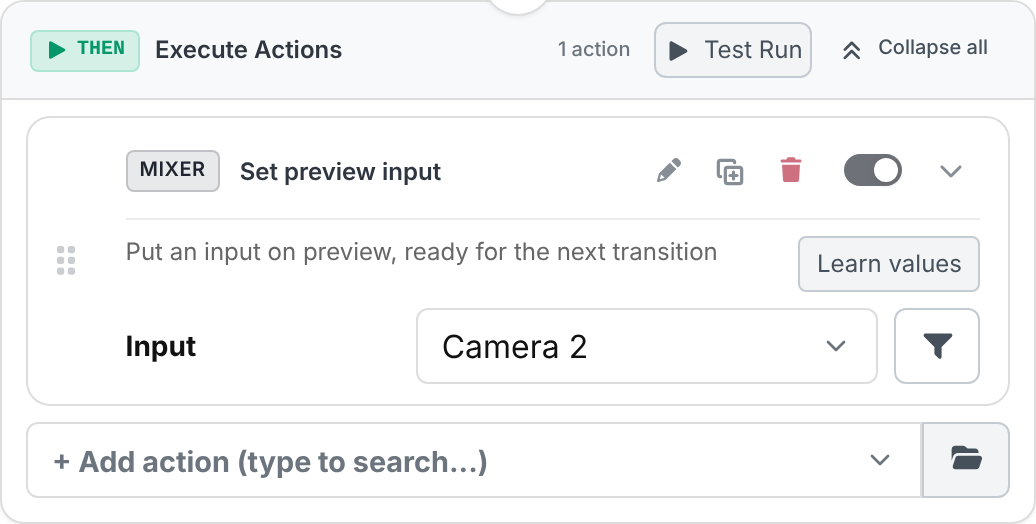 THEN Execute Actions 1 action Test Run Collapse all
MIXER Set preview input
Put an input on preview, ready for the next transition Learn values
Input Camera 2
+ Add action (type to search...)